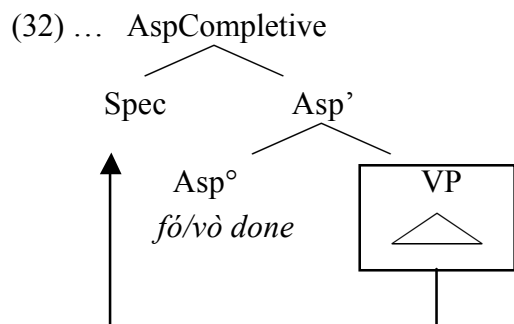 (32) … AspCompletive
Spec Asp’
Asp° VP
fó/vò done